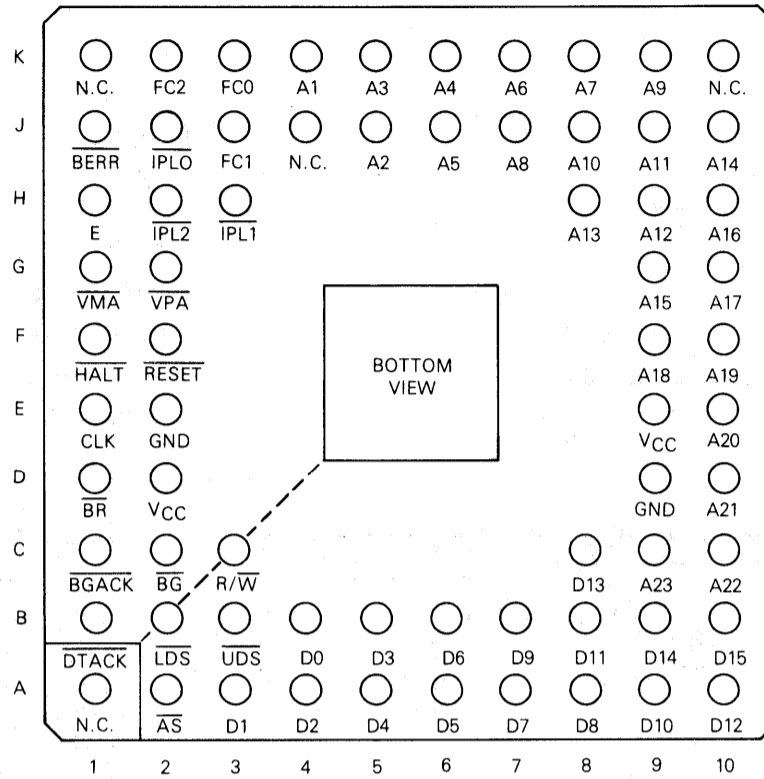 K
N.C. FC2 FC0 A1 A3 A4 A6 A7 A9 N.C.
J
BERR IPLO FC1 N.C. A2 A5 A8 A10 A11 A14
H
E IPL2 IPL1 A13 A12 A16
G
VMA VPA A15 A17
F
HALT RESET A18 A19
BOTTOM
VIEW
E
CLK GND VCC A20
D
BR VCC GND A21
C
BGACK BG R/W D13 A23 A22
B
DTACK LDS UDS D0 D3 D6 D9 D11 D14 D15
A
N.C. AS D1 D2 D4 D5 D7 D8 D10 D12
1 2 3 4 5 6 7 8 9 10